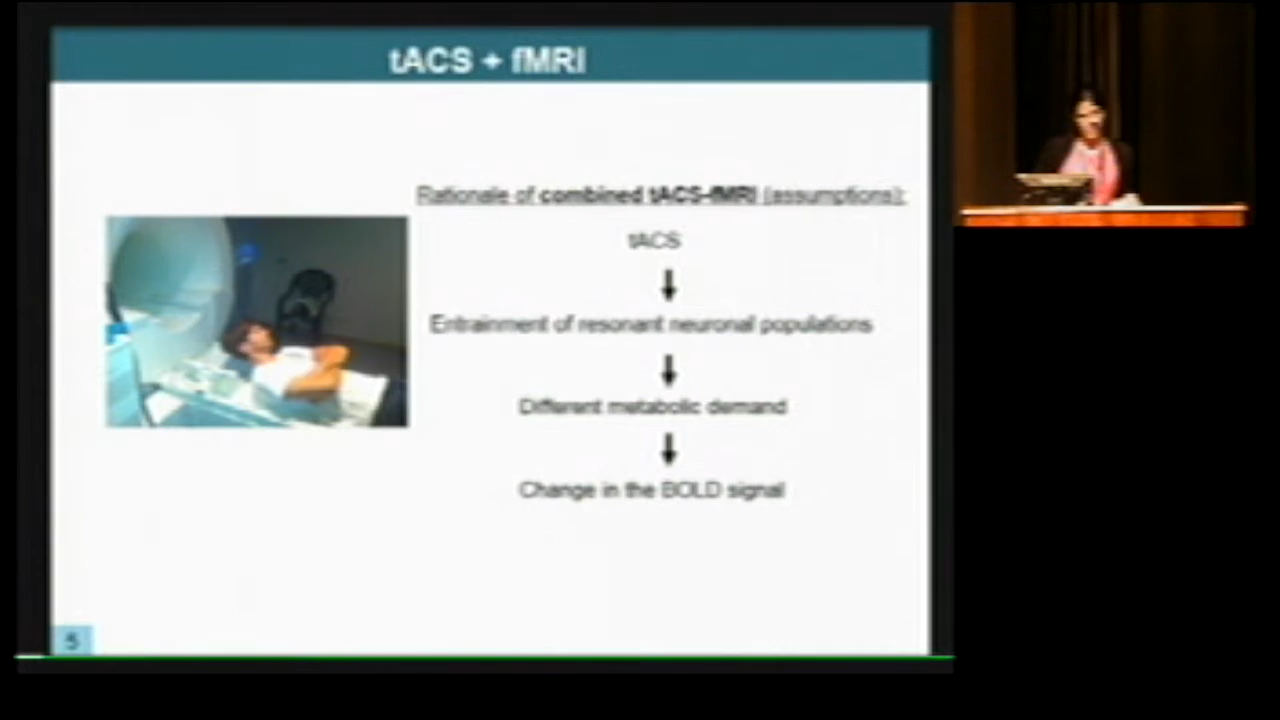 tACS + fMRI
Rationale of combined tACS-fMRI (assumptions):
tACS
Entrainment of resonant neuronal populations
Different metabolic demand
Change in the BOLD signal
5